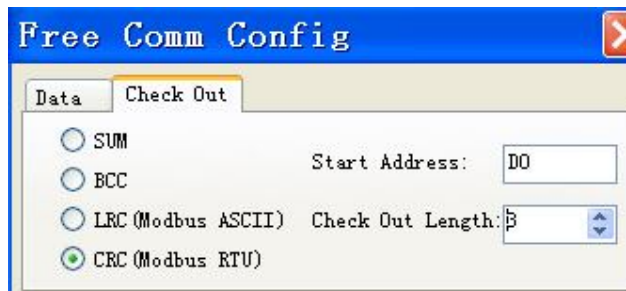 Free Comm Config
Data
Check Out
SUM
BCC
LRC(Modbus ASCII)
CRC(Modbus RTU)
Start Address:
D0
Check Out Length:
3